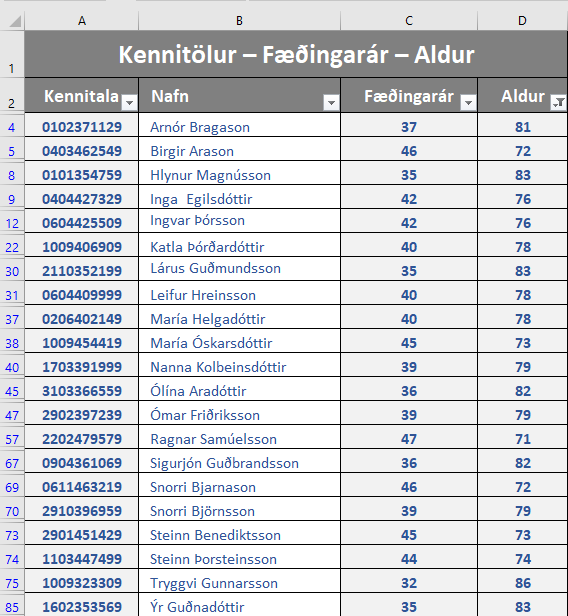 A B C D
1 Kennitölur – Fæðingarár – Aldur
2 Kennitala Nafn Fæðingarár Aldur
4 0102371129 Arnór Bragason 37 81
5 0403462549 Birgir Arason 46 72
8 0101354759 Hlynur Magnússon 35 83
9 0404427329 Inga Egilsdóttir 42 76
12 0604425509 Ingvar Þórsson 42 76
22 1009406909 Katla Þórðardóttir 40 78
30 2110352199 Lárus Guðmundsson 35 83
31 0604409999 Leifur Hreinsson 40 78
37 0206402149 María Helgadóttir 40 78
38 1009454419 María Óskarsdóttir 45 73
40 1703391999 Nanna Kolbeinsdóttir 39 79
45 3103366559 Ólína Aradóttir 36 82
47 2902397239 Ómar Friðriksson 39 79
57 2202479579 Ragnar Samúelsson 47 71
67 0904361069 Sigurjón Guðbrandsson 36 82
69 0611463219 Snorri Bjarnason 46 72
70 2910396959 Snorri Björnsson 39 79
73 2901451429 Steinn Benediktsson 45 73
74 1103447499 Steinn Þorsteinsson 44 74
75 1009323309 Tryggvi Gunnarsson 32 86
85 1602353569 Ýr Guðnadóttir 35 83